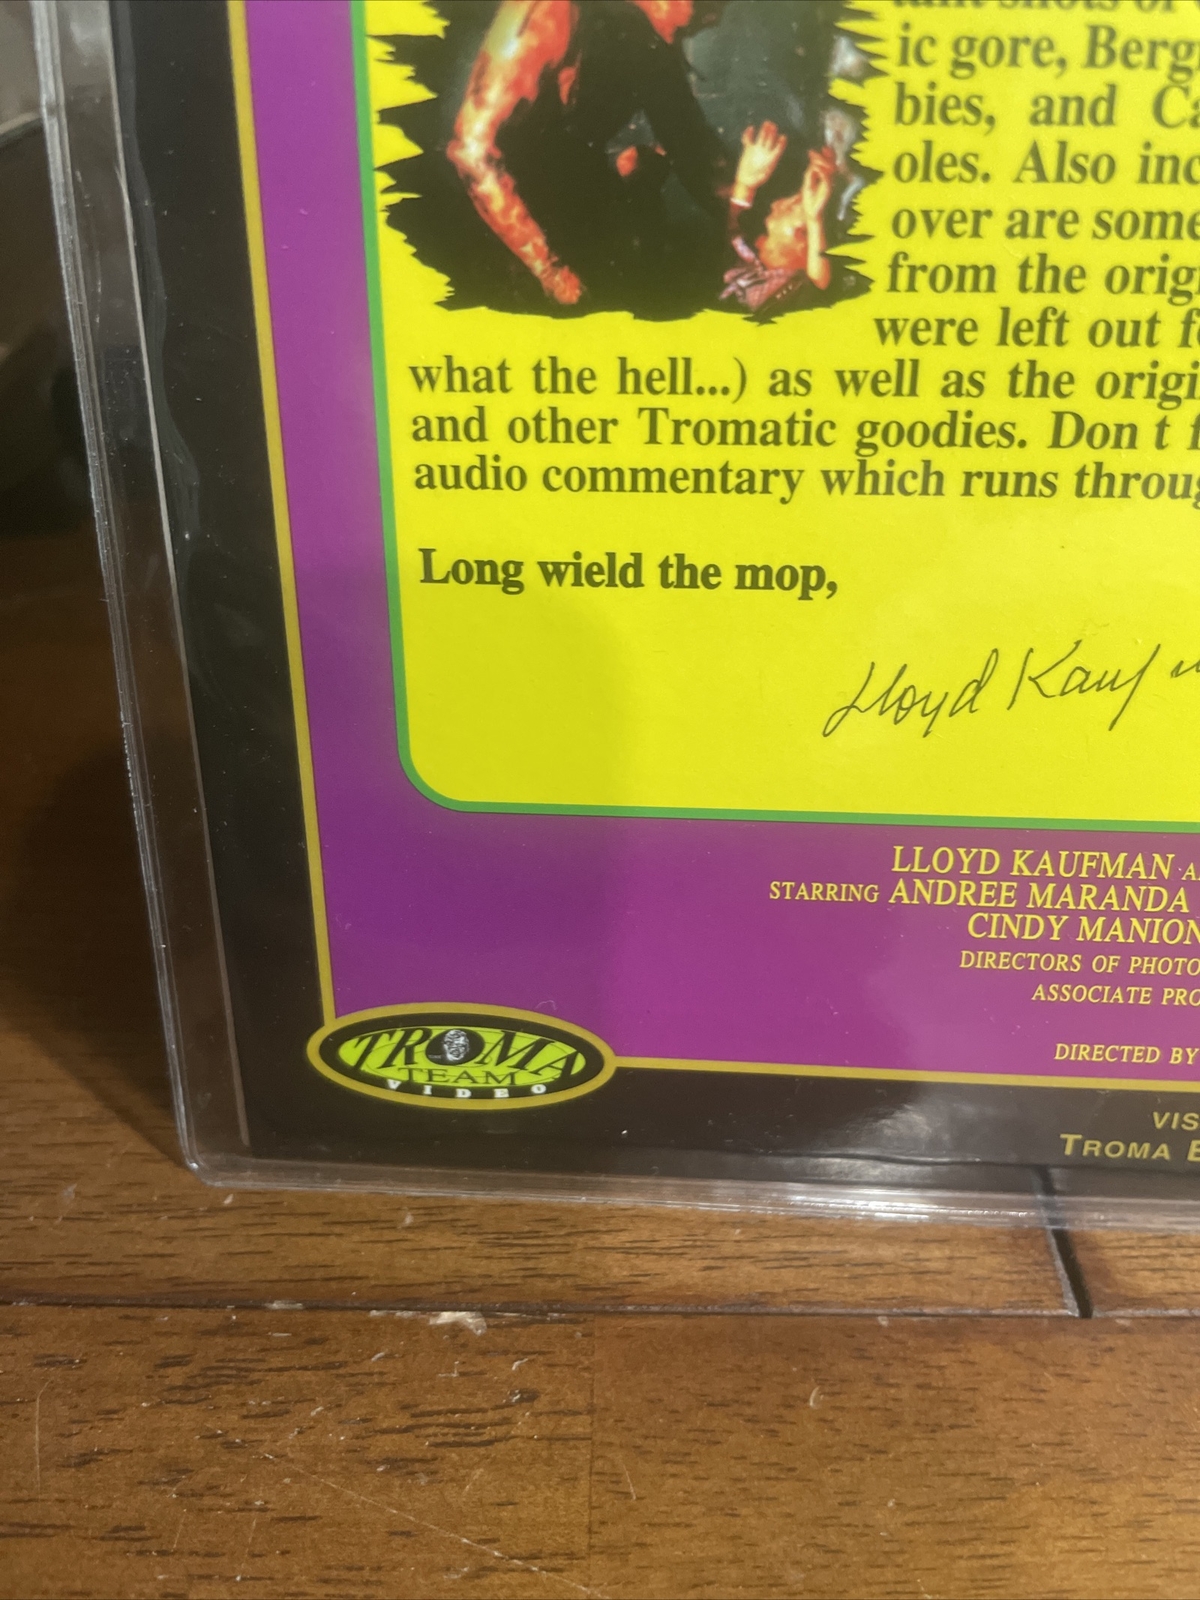 ic gore, Berg
bies, and Ca
oles. Also inc
over are some
from the orig
were left out f
what the hell...) as well as the origi
and other Tromatic goodies. Don t f
audio commentary which runs throug
Long wield the mop,
Lloyd Kaufm
LLOYD KAUFMAN A
STARRING ANDREE MARANDA
CINDY MANION
DIRECTORS OF PHOTO
ASSOCIATE PRO
DIRECTED BY
TROMA
TEAM
VIDEO
VIS
TROMA E